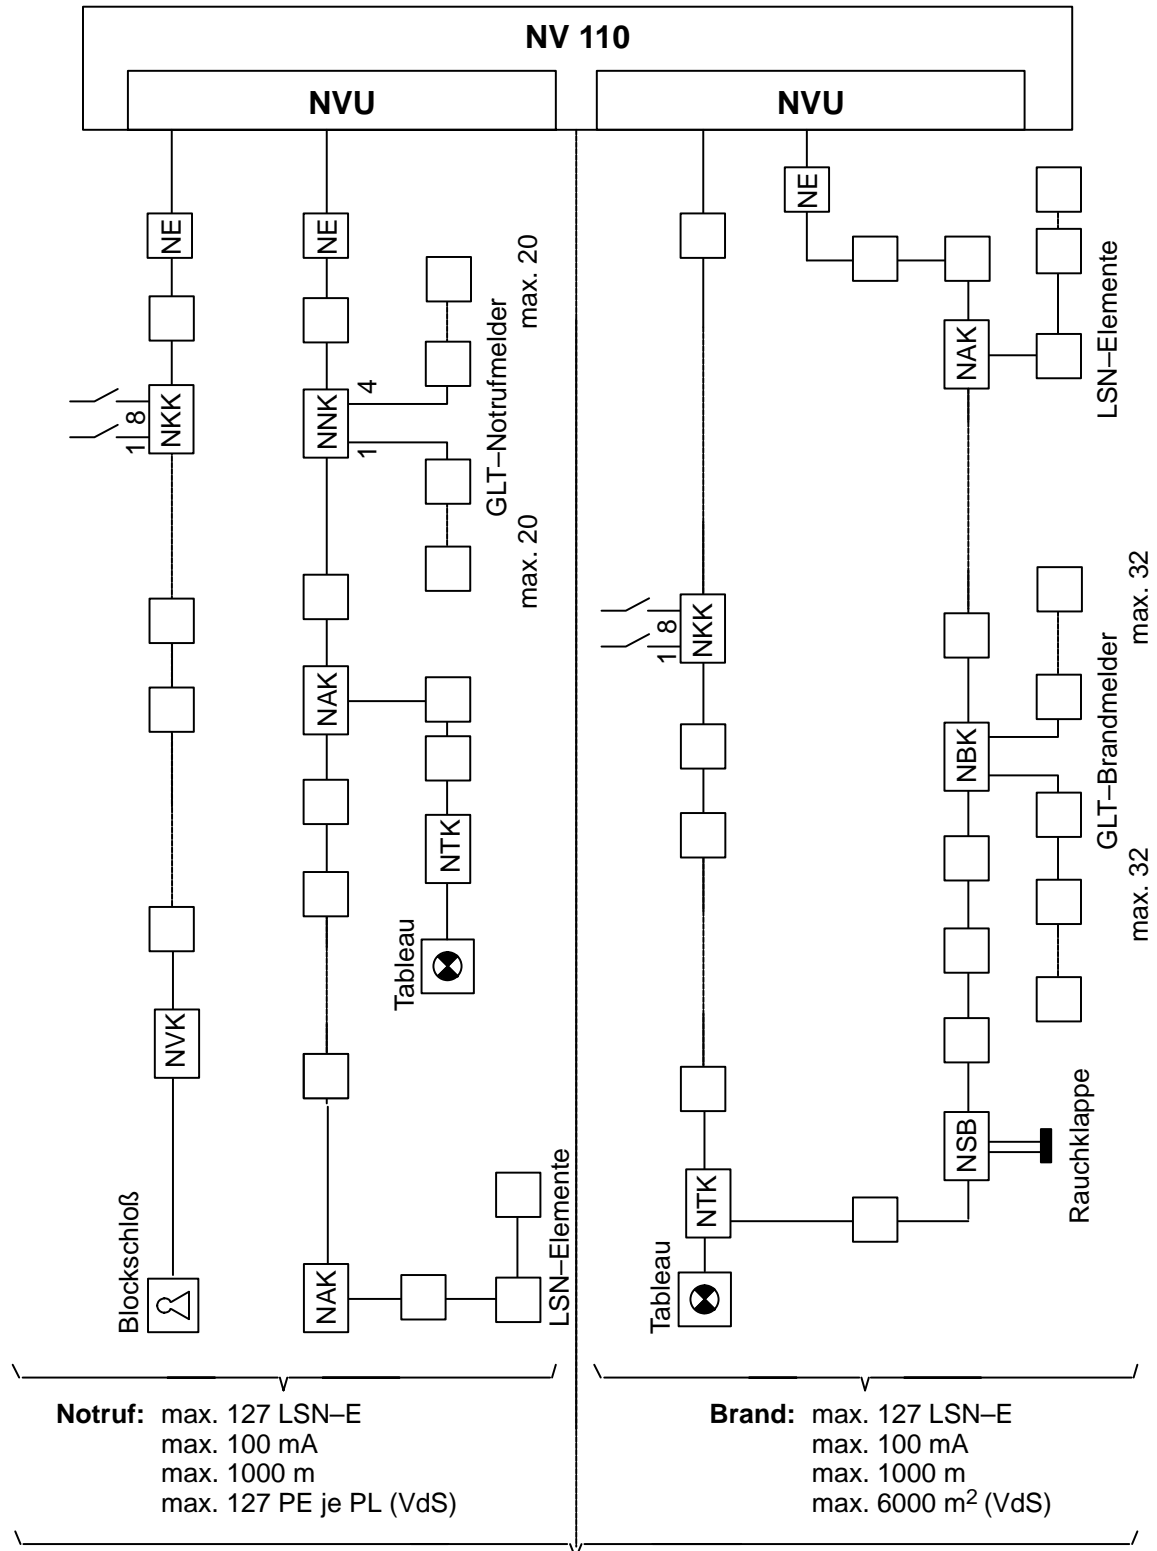 NV 110
NVU
NVU
NE
NE
NE
max. 20
GLT–Notrufmelder
LSN–Elemente
NAK
8
1
NKK
4
NNK
1
max. 20
max. 32
8
1
NKK
NAK
NBK
GLT–Brandmelder
NTK
max. 32
Tableau
NVK
Rauchklappe
NSB
NTK
LSN–Elemente
Blockschloß
NAK
Tableau
Notruf: max. 127 LSN–E
max. 100 mA
max. 1000 m
max. 127 PE je PL (VdS)
Brand: max. 127 LSN–E
max. 100 mA
max. 1000 m
max. 6000 m² (VdS)